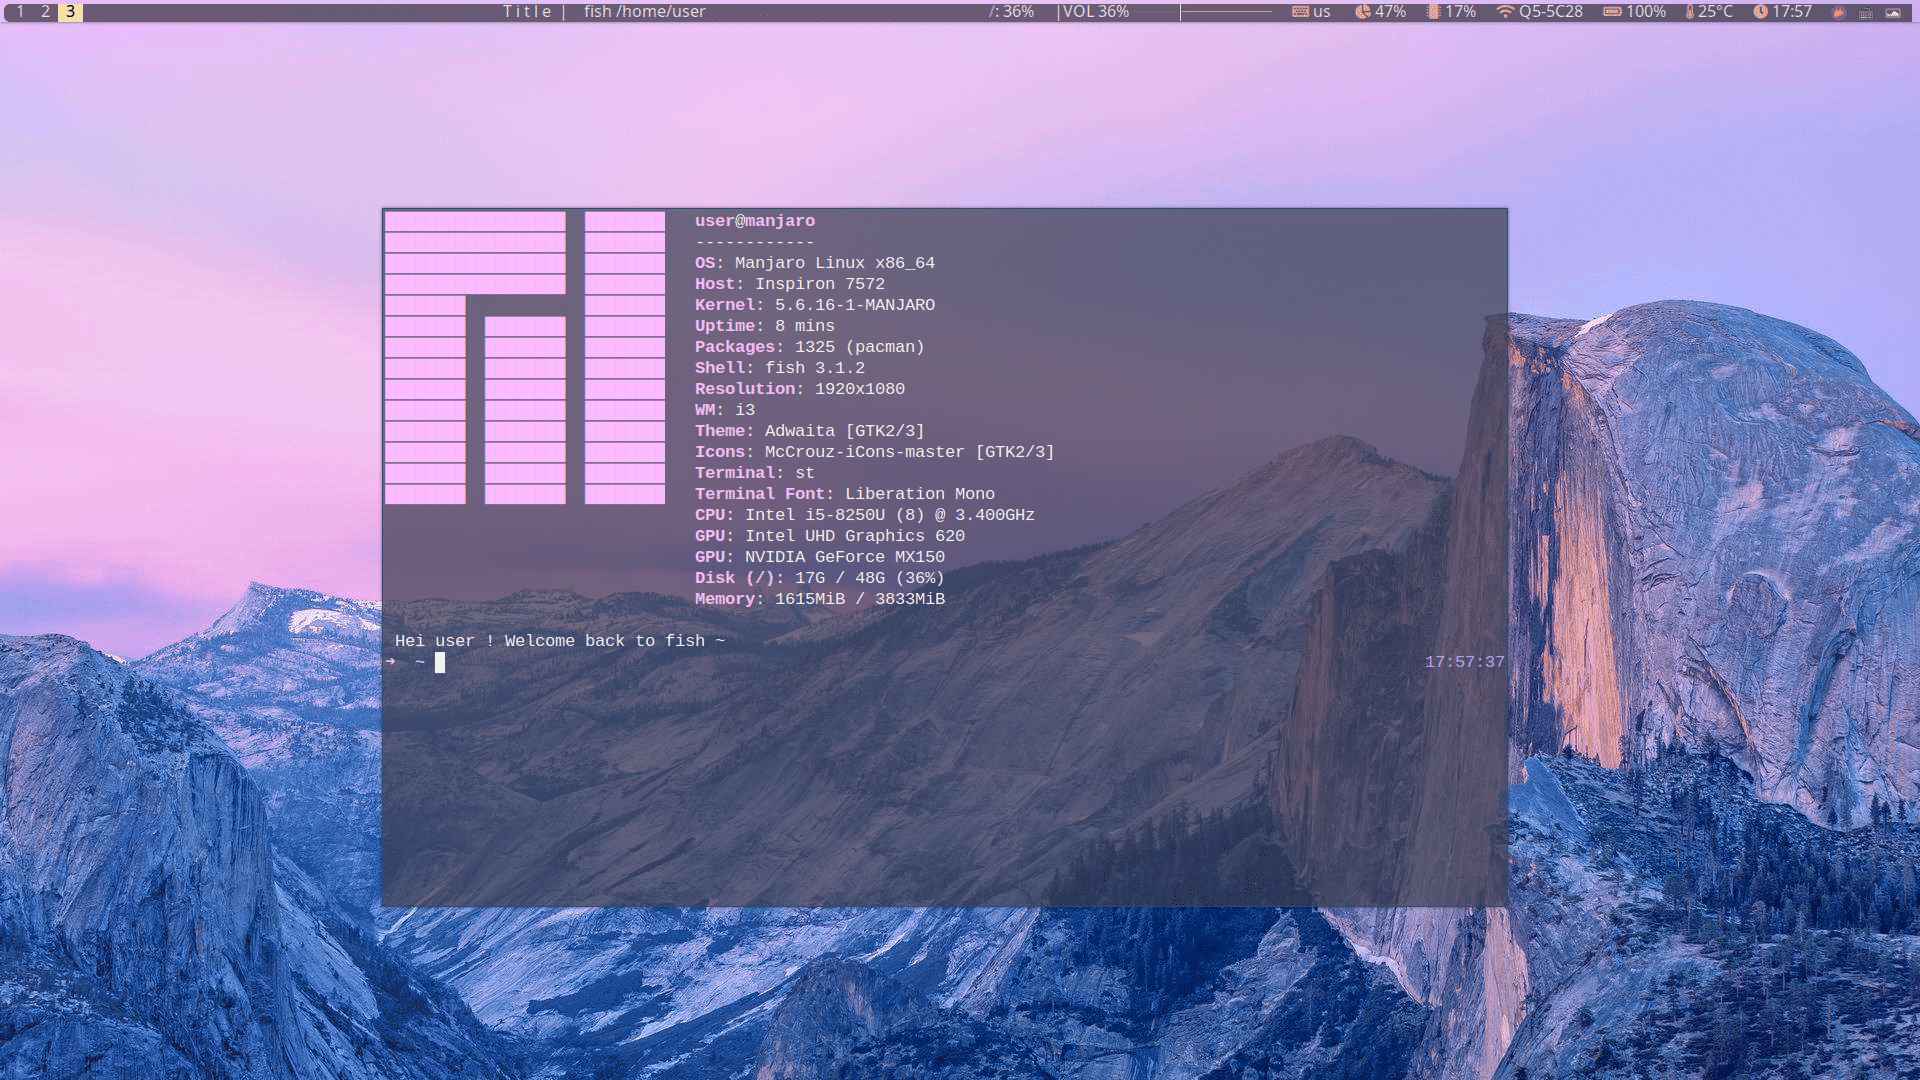 1 2 3 Title | fish /home/user /: 36% |VOL 36% us 47% 17% Q5-5C28 100% 25°C 17:57
user@manjaro
------------
OS: Manjaro Linux x86_64
Host: Inspiron 7572
Kernel: 5.6.16-1-MANJARO
Uptime: 8 mins
Packages: 1325 (pacman)
Shell: fish 3.1.2
Resolution: 1920x1080
WM: i3
Theme: Adwaita [GTK2/3]
Icons: McCrouz-iCons-master [GTK2/3]
Terminal: st
Terminal Font: Liberation Mono
CPU: Intel i5-8250U (8) @ 3.400GHz
GPU: Intel UHD Graphics 620
GPU: NVIDIA GeForce MX150
Disk (/): 17G / 48G (36%)
Memory: 1615MiB / 3833MiB
Hei user ! Welcome back to fish ~
➜ ~ 17:57:37